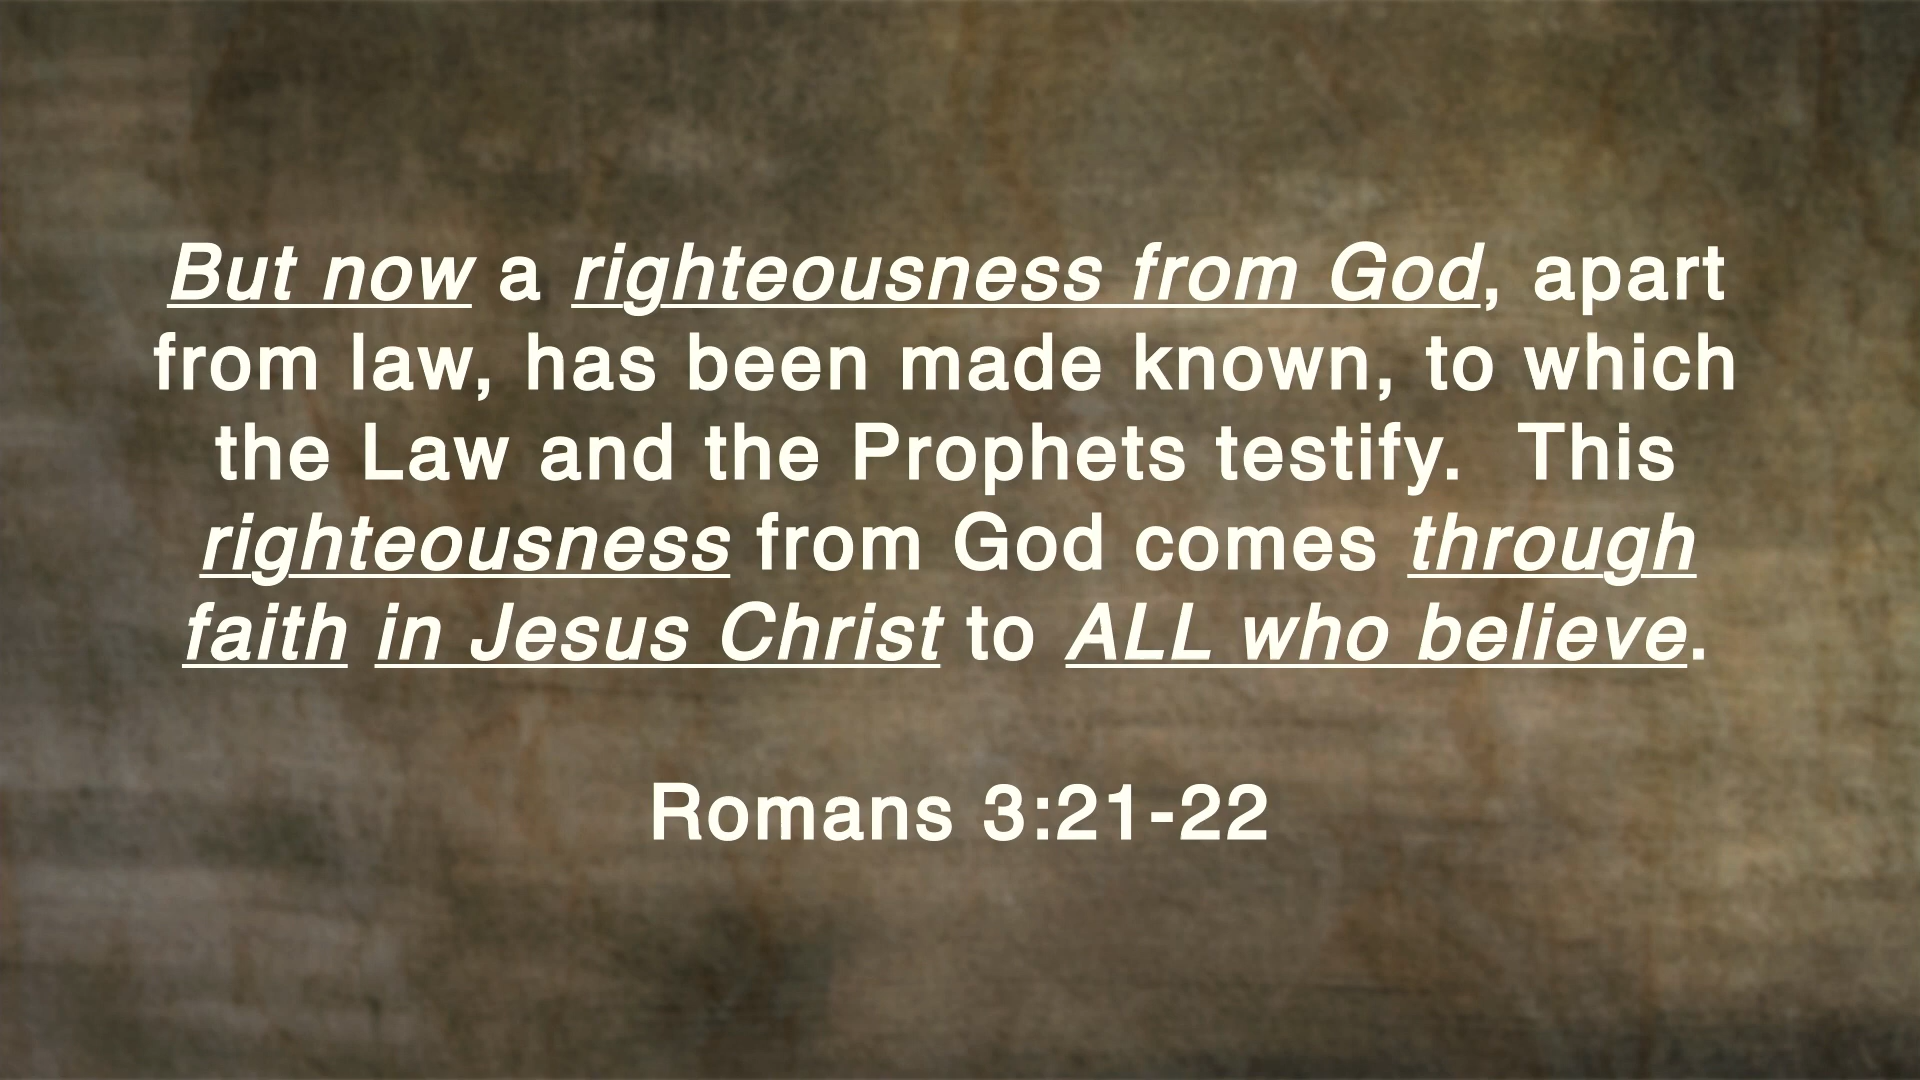 But now a righteousness from God, apart
from law, has been made known, to which
the Law and the Prophets testify.  This
righteousness from God comes through
faith in Jesus Christ to ALL who believe.
Romans 3:21-22